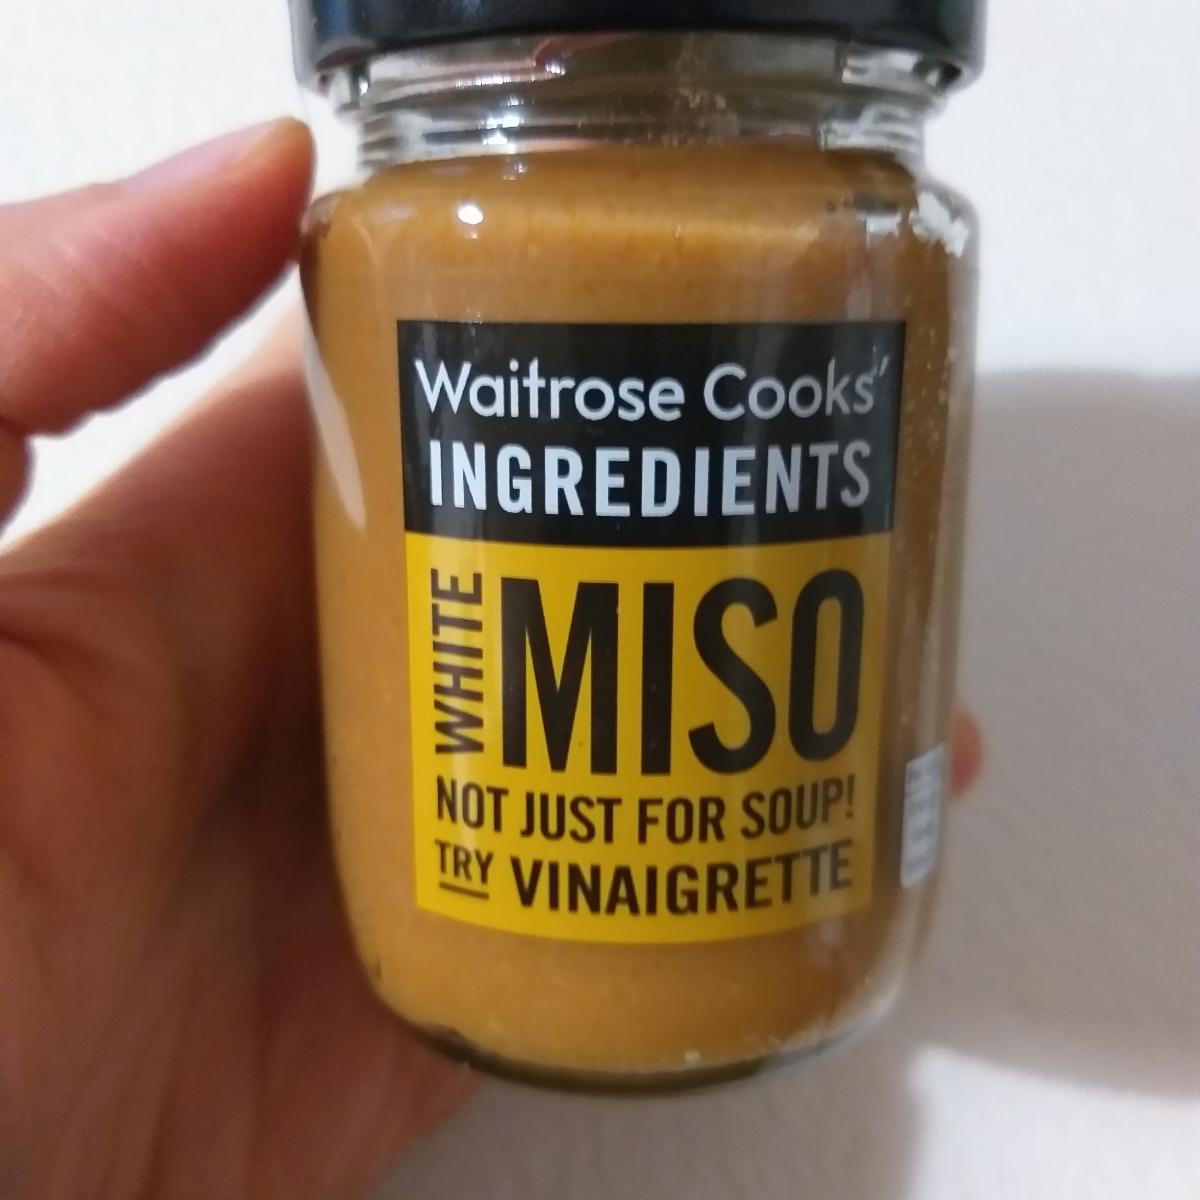 Waitrose Cooks'
INGREDIENTS
WHITE
MISO
NOT JUST FOR SOUP!
TRY VINAIGRETTE